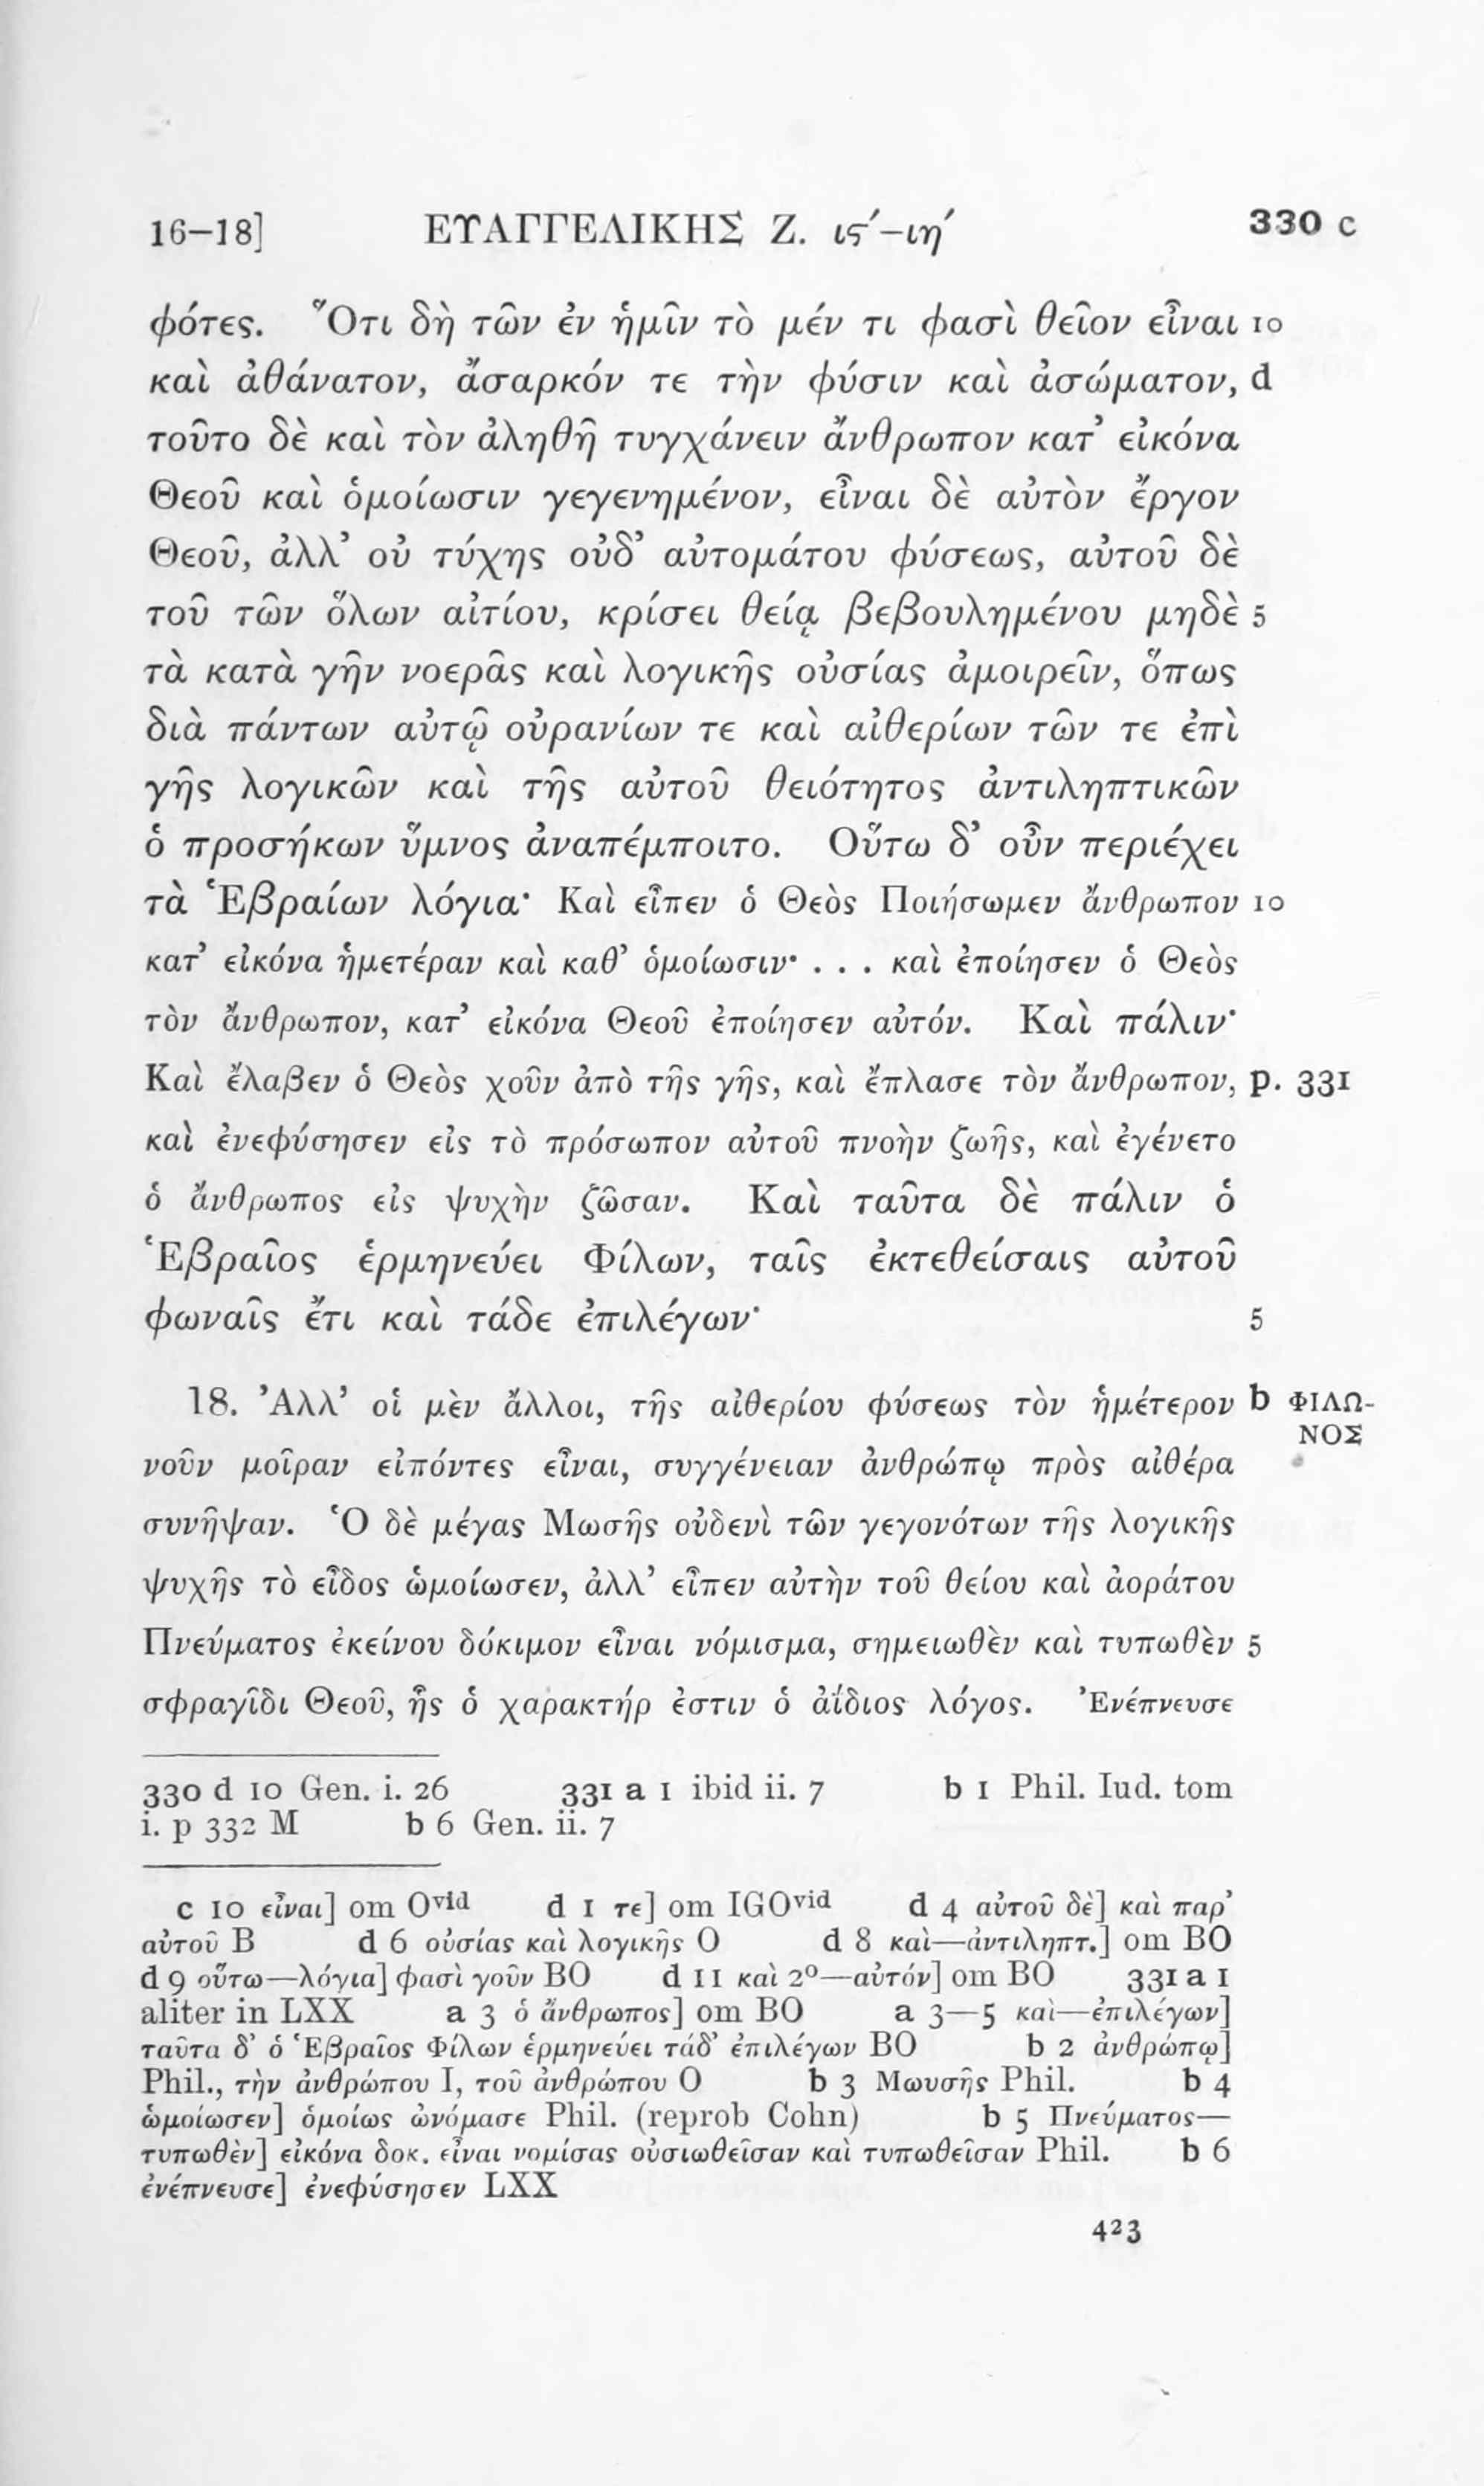 16–18] ΕΥΑΓΓΕΛΙΚΗΣ Ζ. ιϛ´–ιη´ 330 c
φότες. Ὅτι δὴ τῶν ἐν ἡμῖν τὸ μέν τι φασὶ θεῖον εἶναι 10
καὶ ἀθάνατον, ἄσαρκόν τε τὴν φύσιν καὶ ἀσώματον, d
τοῦτο δὲ καὶ τὸν ἀληθῆ τυγχάνειν ἄνθρωπον κατ’ εἰκόνα
Θεοῦ καὶ ὁμοίωσιν γεγενημένον, εἶναι δὲ αὐτὸν ἔργον
Θεοῦ, ἀλλ’ οὐ τύχης οὐδ’ αὐτομάτου φύσεως, αὐτοῦ δὲ
τοῦ τῶν ὅλων αἰτίου, κρίσει θείᾳ βεβουλημένου μηδὲ 5
τὰ κατὰ γῆν νοερᾶς καὶ λογικῆς οὐσίας ἀμοιρεῖν, ὅπως
διὰ πάντων αὐτῷ οὐρανίων τε καὶ αἰθερίων τῶν τε ἐπὶ
γῆς λογικῶν καὶ τῆς αὐτοῦ θειότητος ἀντιληπτικῶν
ὁ προσήκων ὕμνος ἀναπέμποιτο. Οὕτω δ’ οὖν περιέχει
τὰ Ἑβραίων λόγια· Καὶ εἶπεν ὁ Θεὸς Ποιήσωμεν ἄνθρωπον 10
κατ’ εἰκόνα ἡμετέραν καὶ καθ’ ὁμοίωσιν· . . . καὶ ἐποίησεν ὁ Θεὸς
τὸν ἄνθρωπον, κατ’ εἰκόνα Θεοῦ ἐποίησεν αὐτόν. Καὶ πάλιν·
Καὶ ἔλαβεν ὁ Θεὸς χοῦν ἀπὸ τῆς γῆς, καὶ ἔπλασε τὸν ἄνθρωπον, p. 331
καὶ ἐνεφύσησεν εἰς τὸ πρόσωπον αὐτοῦ πνοὴν ζωῆς, καὶ ἐγένετο
ὁ ἄνθρωπος εἰς ψυχὴν ζῶσαν. Καὶ ταῦτα δὲ πάλιν ὁ
Ἑβραῖος ἑρμηνεύει Φίλων, ταῖς ἐκτεθείσαις αὐτοῦ
φωναῖς ἔτι καὶ τάδε ἐπιλέγων· 5
18. Ἀλλ’ οἱ μὲν ἄλλοι, τῆς αἰθερίου φύσεως τὸν ἡμέτερον b ΦΙΛΩ-
ΝΟΣ
νοῦν μοῖραν εἰπόντες εἶναι, συγγένειαν ἀνθρώπῳ πρὸς αἰθέρα
συνῆψαν. Ὁ δὲ μέγας Μωσῆς οὐδενὶ τῶν γεγονότων τῆς λογικῆς
ψυχῆς τὸ εἶδος ὡμοίωσεν, ἀλλ’ εἶπεν αὐτὴν τοῦ θείου καὶ ἀοράτου
Πνεύματος ἐκείνου δόκιμον εἶναι νόμισμα, σημειωθὲν καὶ τυπωθὲν 5
σφραγῖδι Θεοῦ, ἧς ὁ χαρακτήρ ἐστιν ὁ ἀΐδιος λόγος. Ἐνέπνευσε
330 d 10 Gen. i. 26 331 a 1 ibid ii. 7 b 1 Phil. Iud. tom
i. p 332 M b 6 Gen. ii. 7
c 10 εἶναι] om Oᵛⁱᵈ d 1 τε] om IGOᵛⁱᵈ d 4 αὐτοῦ δὲ] καὶ παρ’
αὐτοῦ B d 6 οὐσίας καὶ λογικῆς O d 8 καὶ—ἀντιληπτ.] om BO
d 9 οὕτω—λόγια] φασὶ γοῦν BO d 11 καὶ 2º—αὐτόν] om BO 331 a 1
aliter in LXX a 3 ὁ ἄνθρωπος] om BO a 3—5 καὶ—ἐπιλέγων]
ταῦτα δ’ ὁ Ἑβραῖος Φίλων ἑρμηνεύει τάδ’ ἐπιλέγων BO b 2 ἀνθρώπῳ]
Phil., τὴν ἀνθρώπου I, τοῦ ἀνθρώπου O b 3 Μωυσῆς Phil. b 4
ὡμοίωσεν] ὁμοίως ὠνόμασε Phil. (reprob Cohn) b 5 Πνεύματος—
τυπωθὲν] εἰκόνα δοκ. εἶναι νομίσας οὐσιωθεῖσαν καὶ τυπωθεῖσαν Phil. b 6
ἐνέπνευσε] ἐνεφύσησεν LXX
423